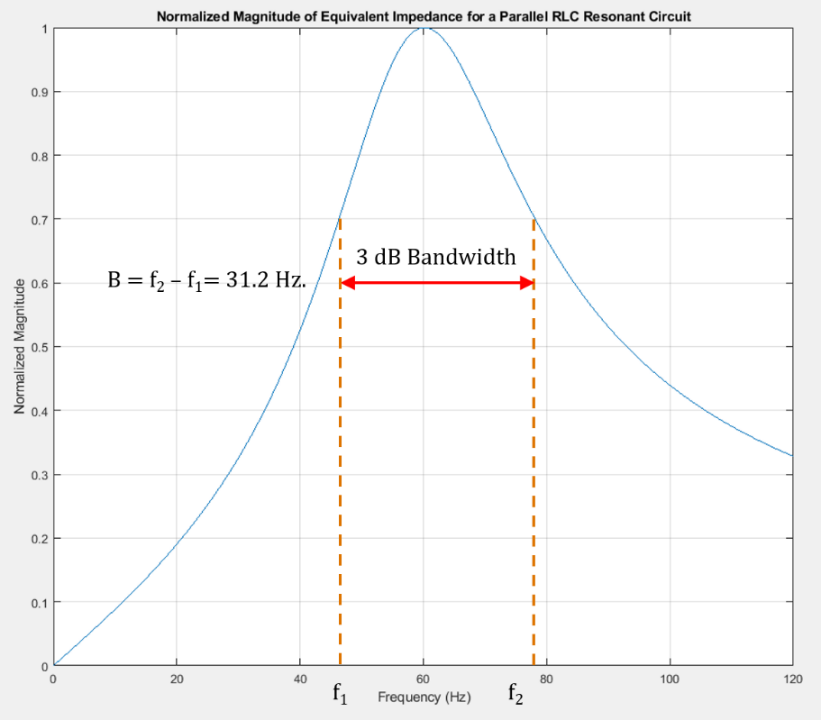 Normalized Magnitude of Equivalent Impedance for a Parallel RLC Resonant Circuit
1
0.9
0.8
0.7
3 dB Bandwidth
B = f₂ – f₁= 31.2 Hz.
0.6
0.5
0.4
0.3
0.2
0.1
0
Normalized Magnitude
0 20 40 60 80 100 120
f₁ Frequency (Hz) f₂